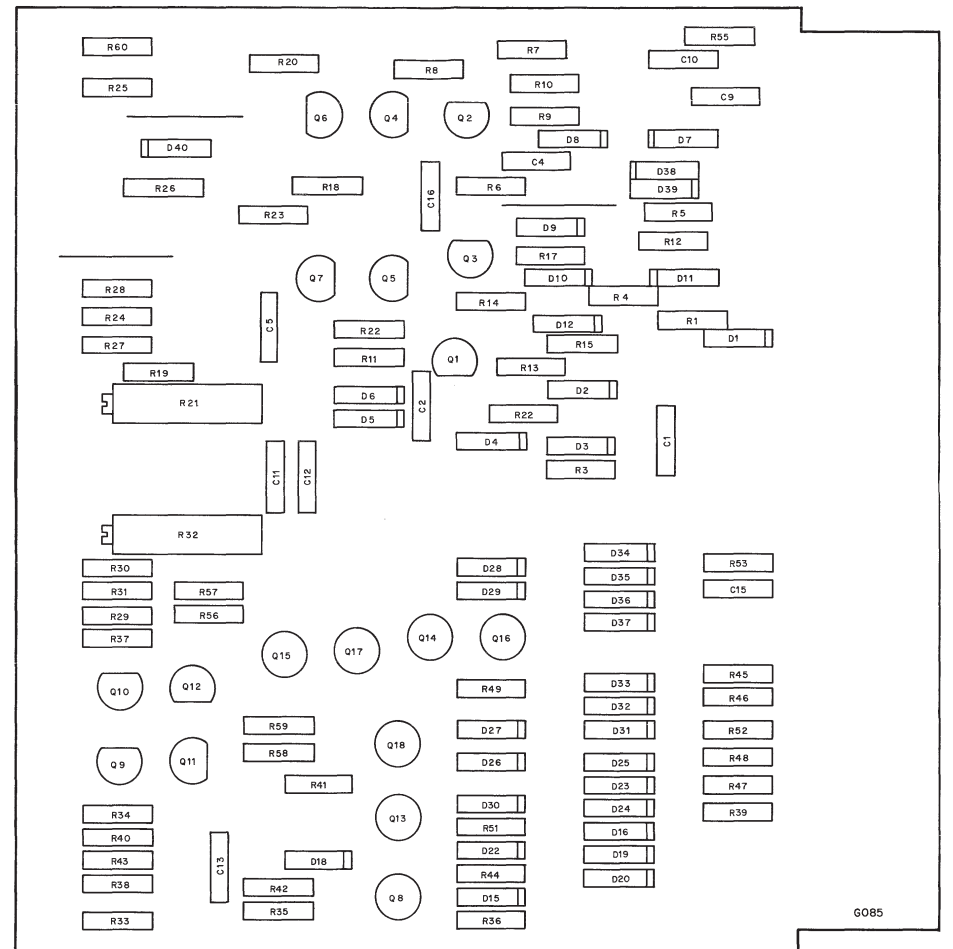 R60
R20
R7
R55
C10
R8
R25
R10
C9
Q6
Q4
Q2
R9
D8
D7
D40
C4
D38
R26
R18
C16
R6
D39
R23
R5
D9
R12
Q3
R17
Q7
Q5
D10
D11
R28
R14
R4
R24
C5
R22
D12
R1
R27
R11
Q1
R15
D1
R19
R13
R21
D6
C2
D2
D5
R22
D4
D3
C1
C11
C12
R3
R32
D34
R30
D28
D35
R53
R31
R57
D29
D36
C15
R29
R56
D37
R37
Q15
Q17
Q14
Q16
Q10
Q12
R49
D33
R45
D32
R46
R59
D27
D31
R52
Q9
Q11
R58
Q18
D26
D25
R48
R41
D23
R47
R34
Q13
D30
D24
R39
R40
R51
D16
R43
C13
D18
D22
D19
R38
R42
Q8
R44
D20
R33
R35
D15
R36
G085